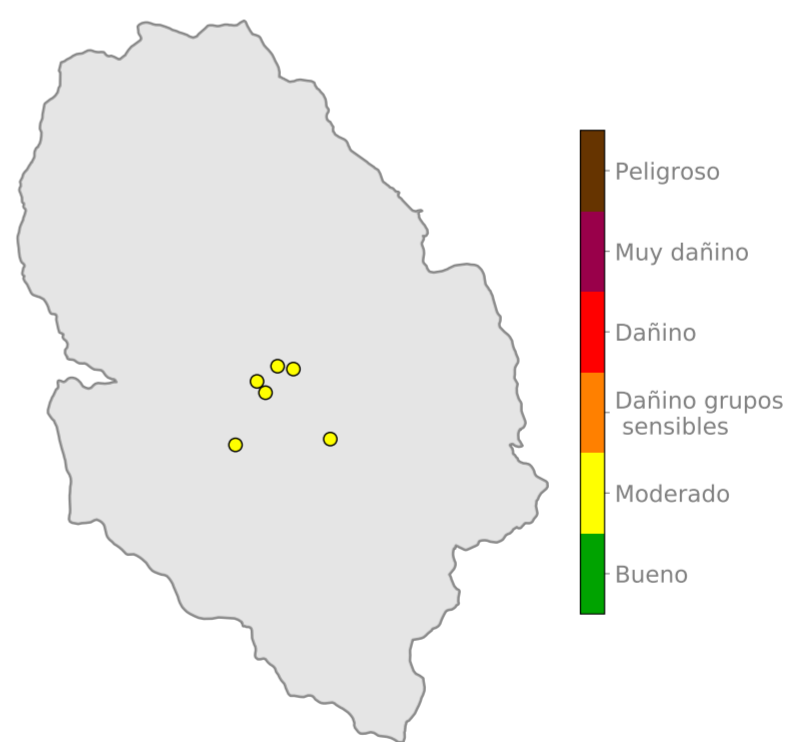 Peligroso
Muy dañino
Dañino
Dañino grupos
sensibles
Moderado
Bueno